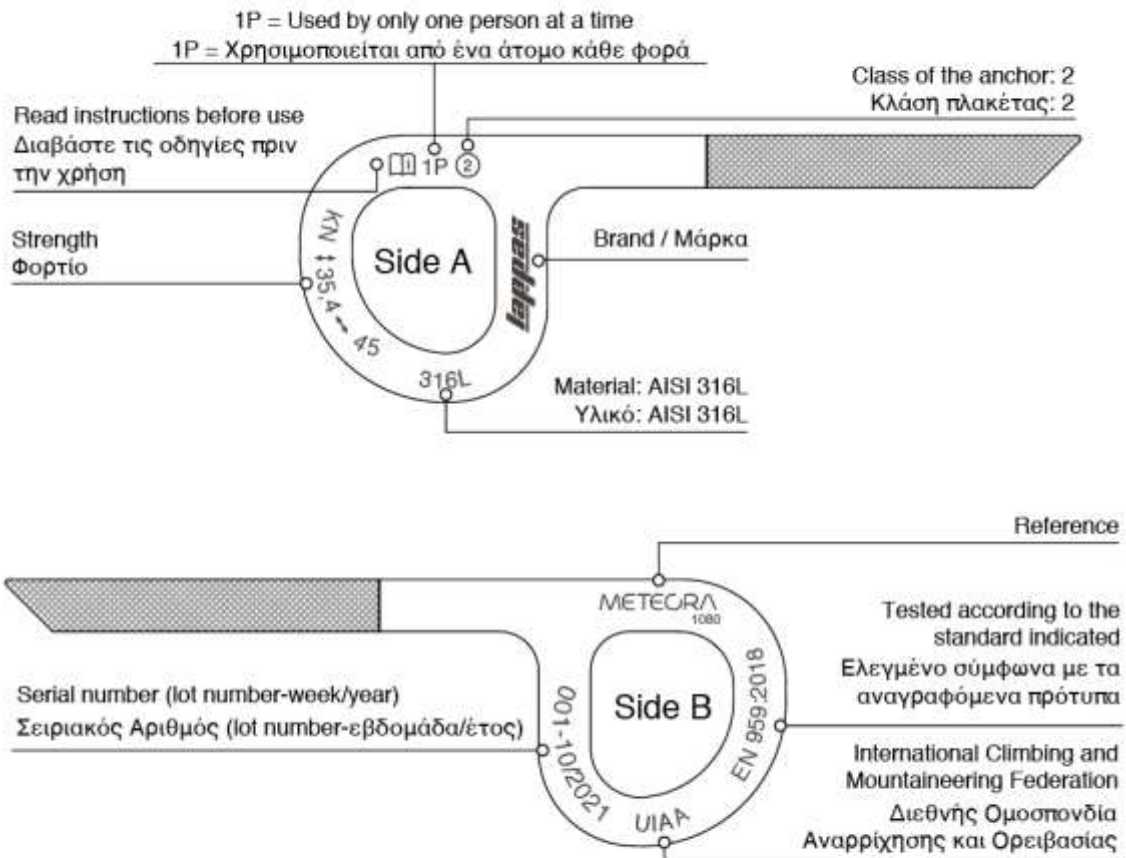 1P = Used by only one person at a time
1P = Χρησιμοποιείται από ένα άτομο κάθε φορά
Class of the anchor: 2
Κλάση πλακέτας: 2
Read instructions before use
Διαβάστε τις οδηγίες πριν
την χρήση
1P 2
Strength
Φορτίο
KN ↕ 35,4 ↔ 45
Side A
lappas
Brand / Μάρκα
316L
Material: AISI 316L
Υλικό: AISI 316L
Reference
METEORA
1080
Tested according to the
standard indicated
Ελεγμένο σύμφωνα με τα
αναγραφόμενα πρότυπα
Serial number (lot number-week/year)
Σειριακός Αριθμός (lot number-εβδομάδα/έτος)
Side B
001-10/2021
EN 959:2018
UIAA
International Climbing and
Mountaineering Federation
Διεθνής Ομοσπονδία
Αναρρίχησης και Ορειβασίας